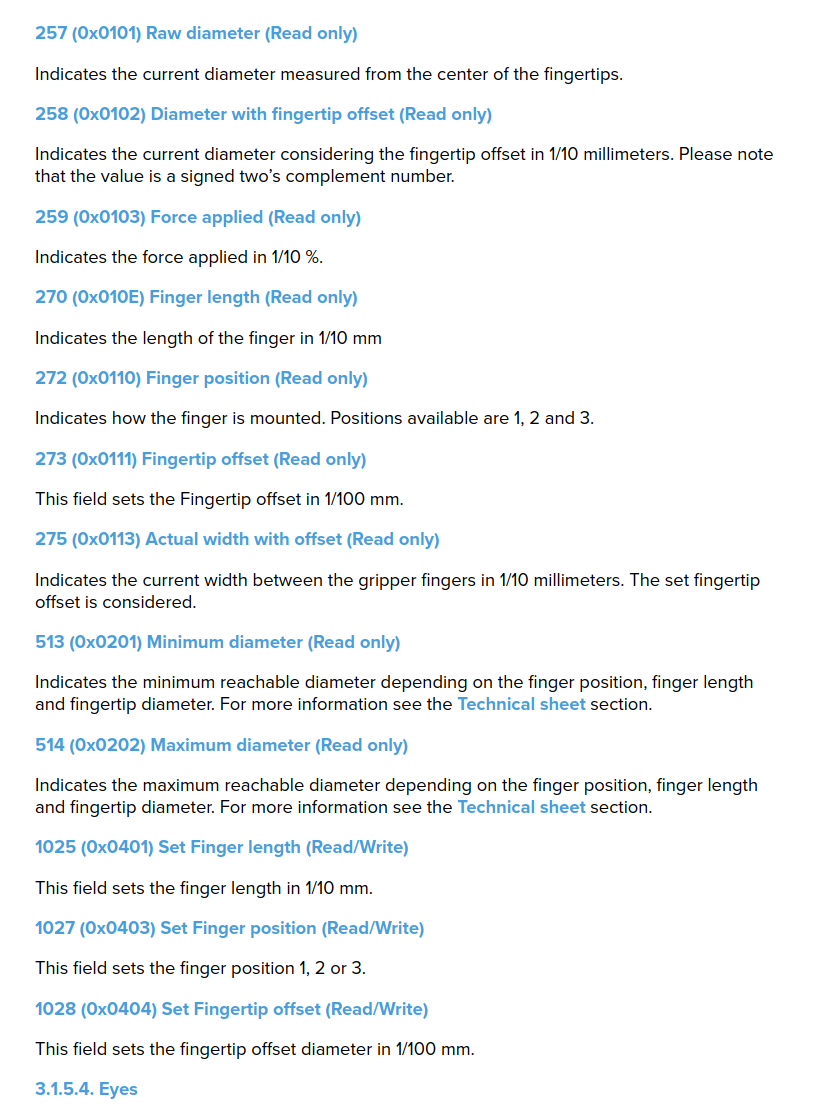 257 (0x0101) Raw diameter (Read only)
Indicates the current diameter measured from the center of the fingertips.
258 (0x0102) Diameter with fingertip offset (Read only)
Indicates the current diameter considering the fingertip offset in 1/10 millimeters. Please note
that the value is a signed two’s complement number.
259 (0x0103) Force applied (Read only)
Indicates the force applied in 1/10 %.
270 (0x010E) Finger length (Read only)
Indicates the length of the finger in 1/10 mm
272 (0x0110) Finger position (Read only)
Indicates how the finger is mounted. Positions available are 1, 2 and 3.
273 (0x0111) Fingertip offset (Read only)
This field sets the Fingertip offset in 1/100 mm.
275 (0x0113) Actual width with offset (Read only)
Indicates the current width between the gripper fingers in 1/10 millimeters. The set fingertip
offset is considered.
513 (0x0201) Minimum diameter (Read only)
Indicates the minimum reachable diameter depending on the finger position, finger length
and fingertip diameter. For more information see the Technical sheet section.
514 (0x0202) Maximum diameter (Read only)
Indicates the maximum reachable diameter depending on the finger position, finger length
and fingertip diameter. For more information see the Technical sheet section.
1025 (0x0401) Set Finger length (Read/Write)
This field sets the finger length in 1/10 mm.
1027 (0x0403) Set Finger position (Read/Write)
This field sets the finger position 1, 2 or 3.
1028 (0x0404) Set Fingertip offset (Read/Write)
This field sets the fingertip offset diameter in 1/100 mm.
3.1.5.4. Eyes